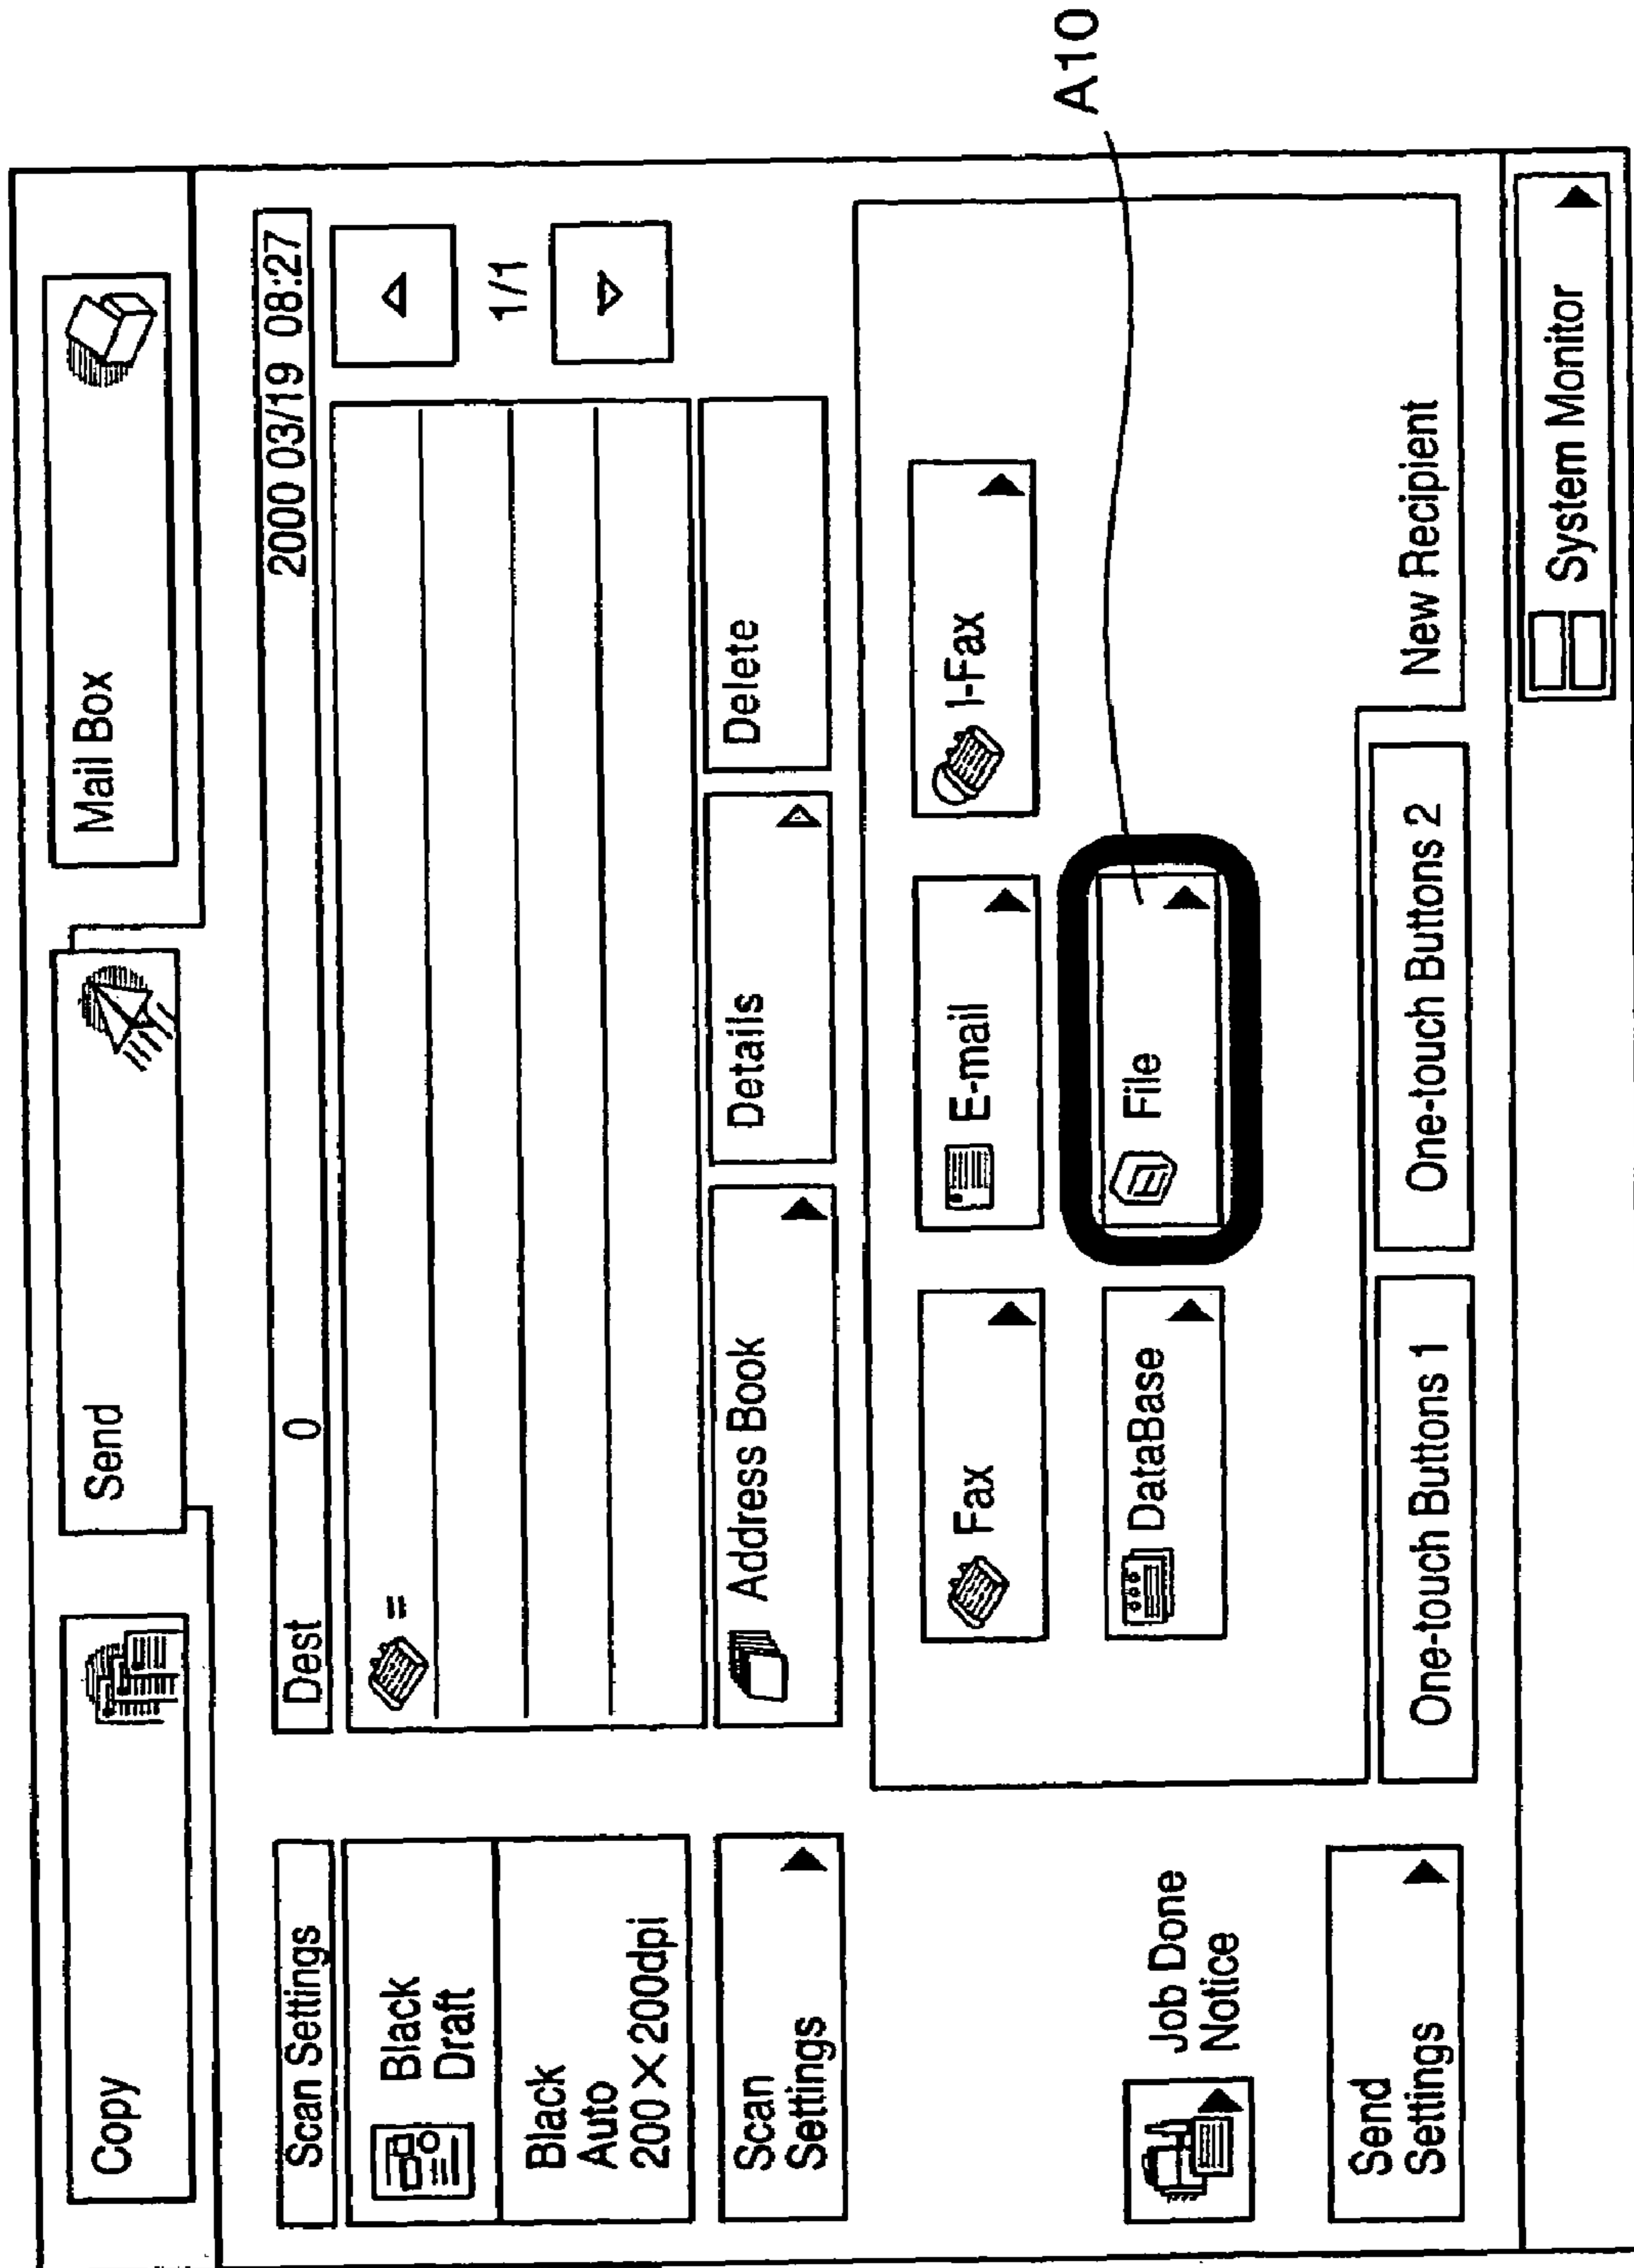 Copy
Send
Mail Box
Scan Settings
Dest 0 2000 03/19 08:27
Black
Draft
=
1/1
Black
Auto
200×200dpi
Scan
Settings
Address Book
Details
Delete
Fax
E-mail
I-Fax
DataBase
File
A10
Job Done
Notice
Send
Settings
One-touch Buttons 1
One-touch Buttons 2
New Recipient
System Monitor